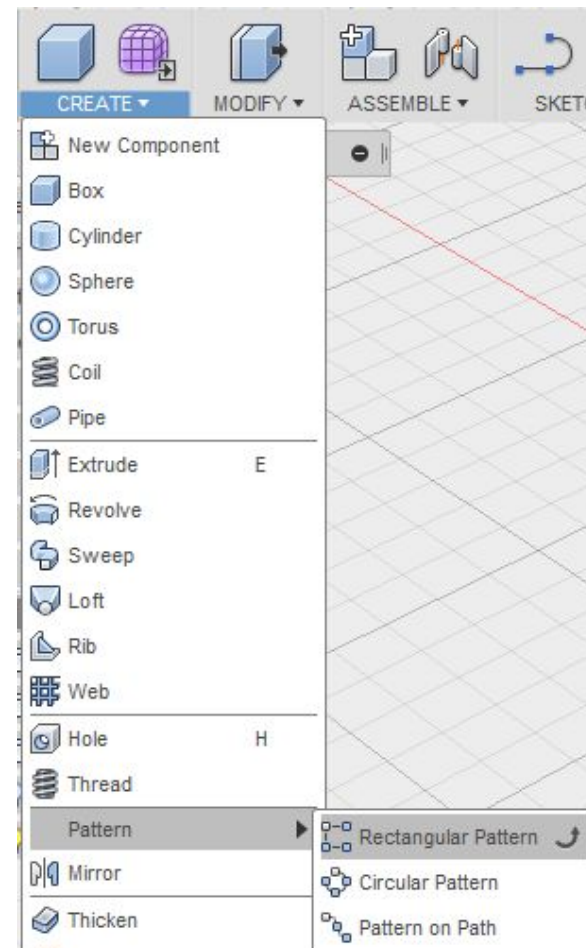 CREATE ▾ MODIFY ▾ ASSEMBLE ▾ SKET
New Component
Box
Cylinder
Sphere
Torus
Coil
Pipe
Extrude E
Revolve
Sweep
Loft
Rib
Web
Hole H
Thread
Pattern
Rectangular Pattern
Mirror
Circular Pattern
Thicken
Pattern on Path